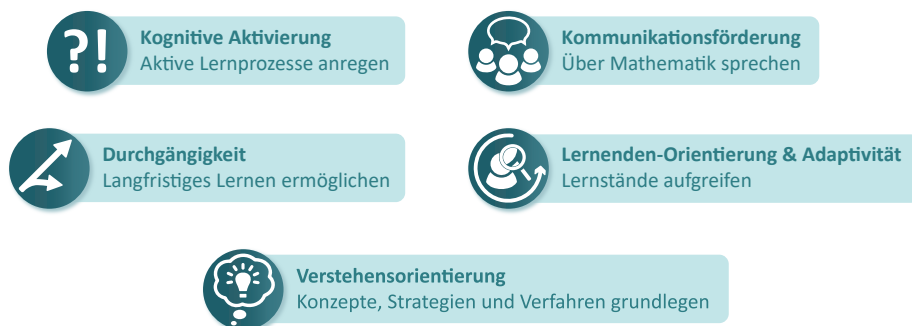 ?!
Kognitive Aktivierung
Aktive Lernprozesse anregen
Kommunikationsförderung
Über Mathematik sprechen
Durchgängigkeit
Langfristiges Lernen ermöglichen
Lernenden-Orientierung & Adaptivität
Lernstände aufgreifen
Verstehensorientierung
Konzepte, Strategien und Verfahren grundlegen